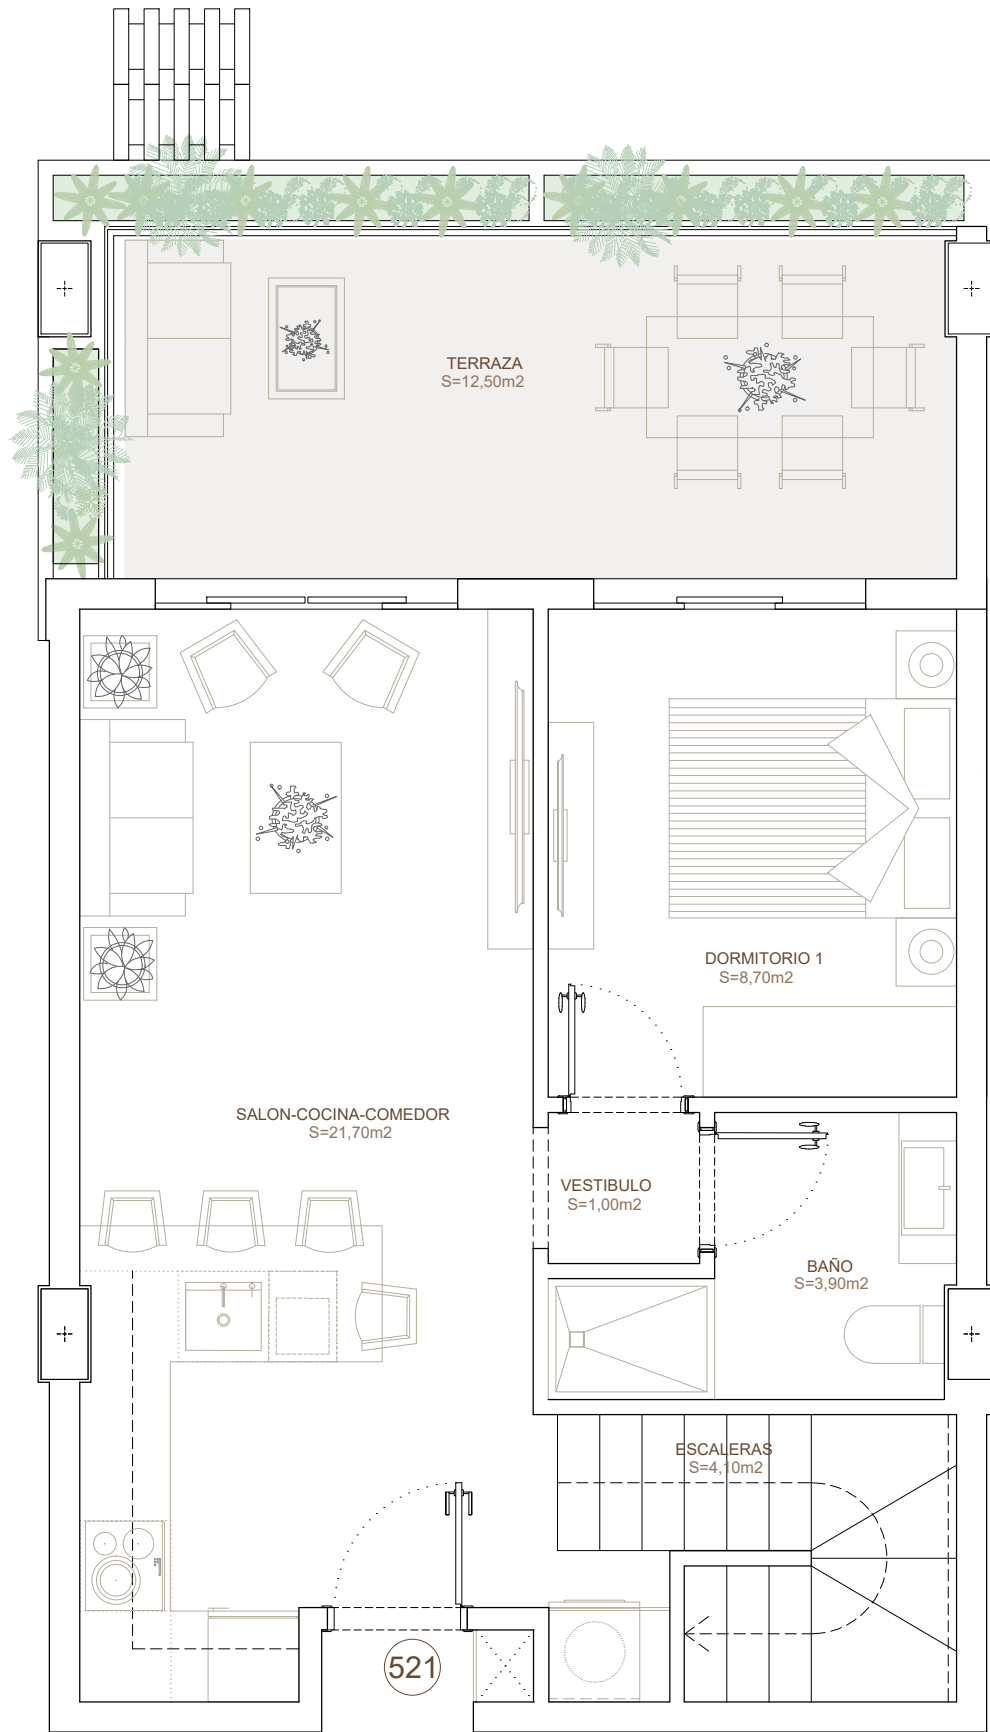 TERRAZA
S=12,50m2
DORMITORIO 1
S=8,70m2
SALON-COCINA-COMEDOR
S=21,70m2
VESTIBULO
S=1,00m2
BAÑO
S=3,90m2
ESCALERAS
S=4,10m2
521